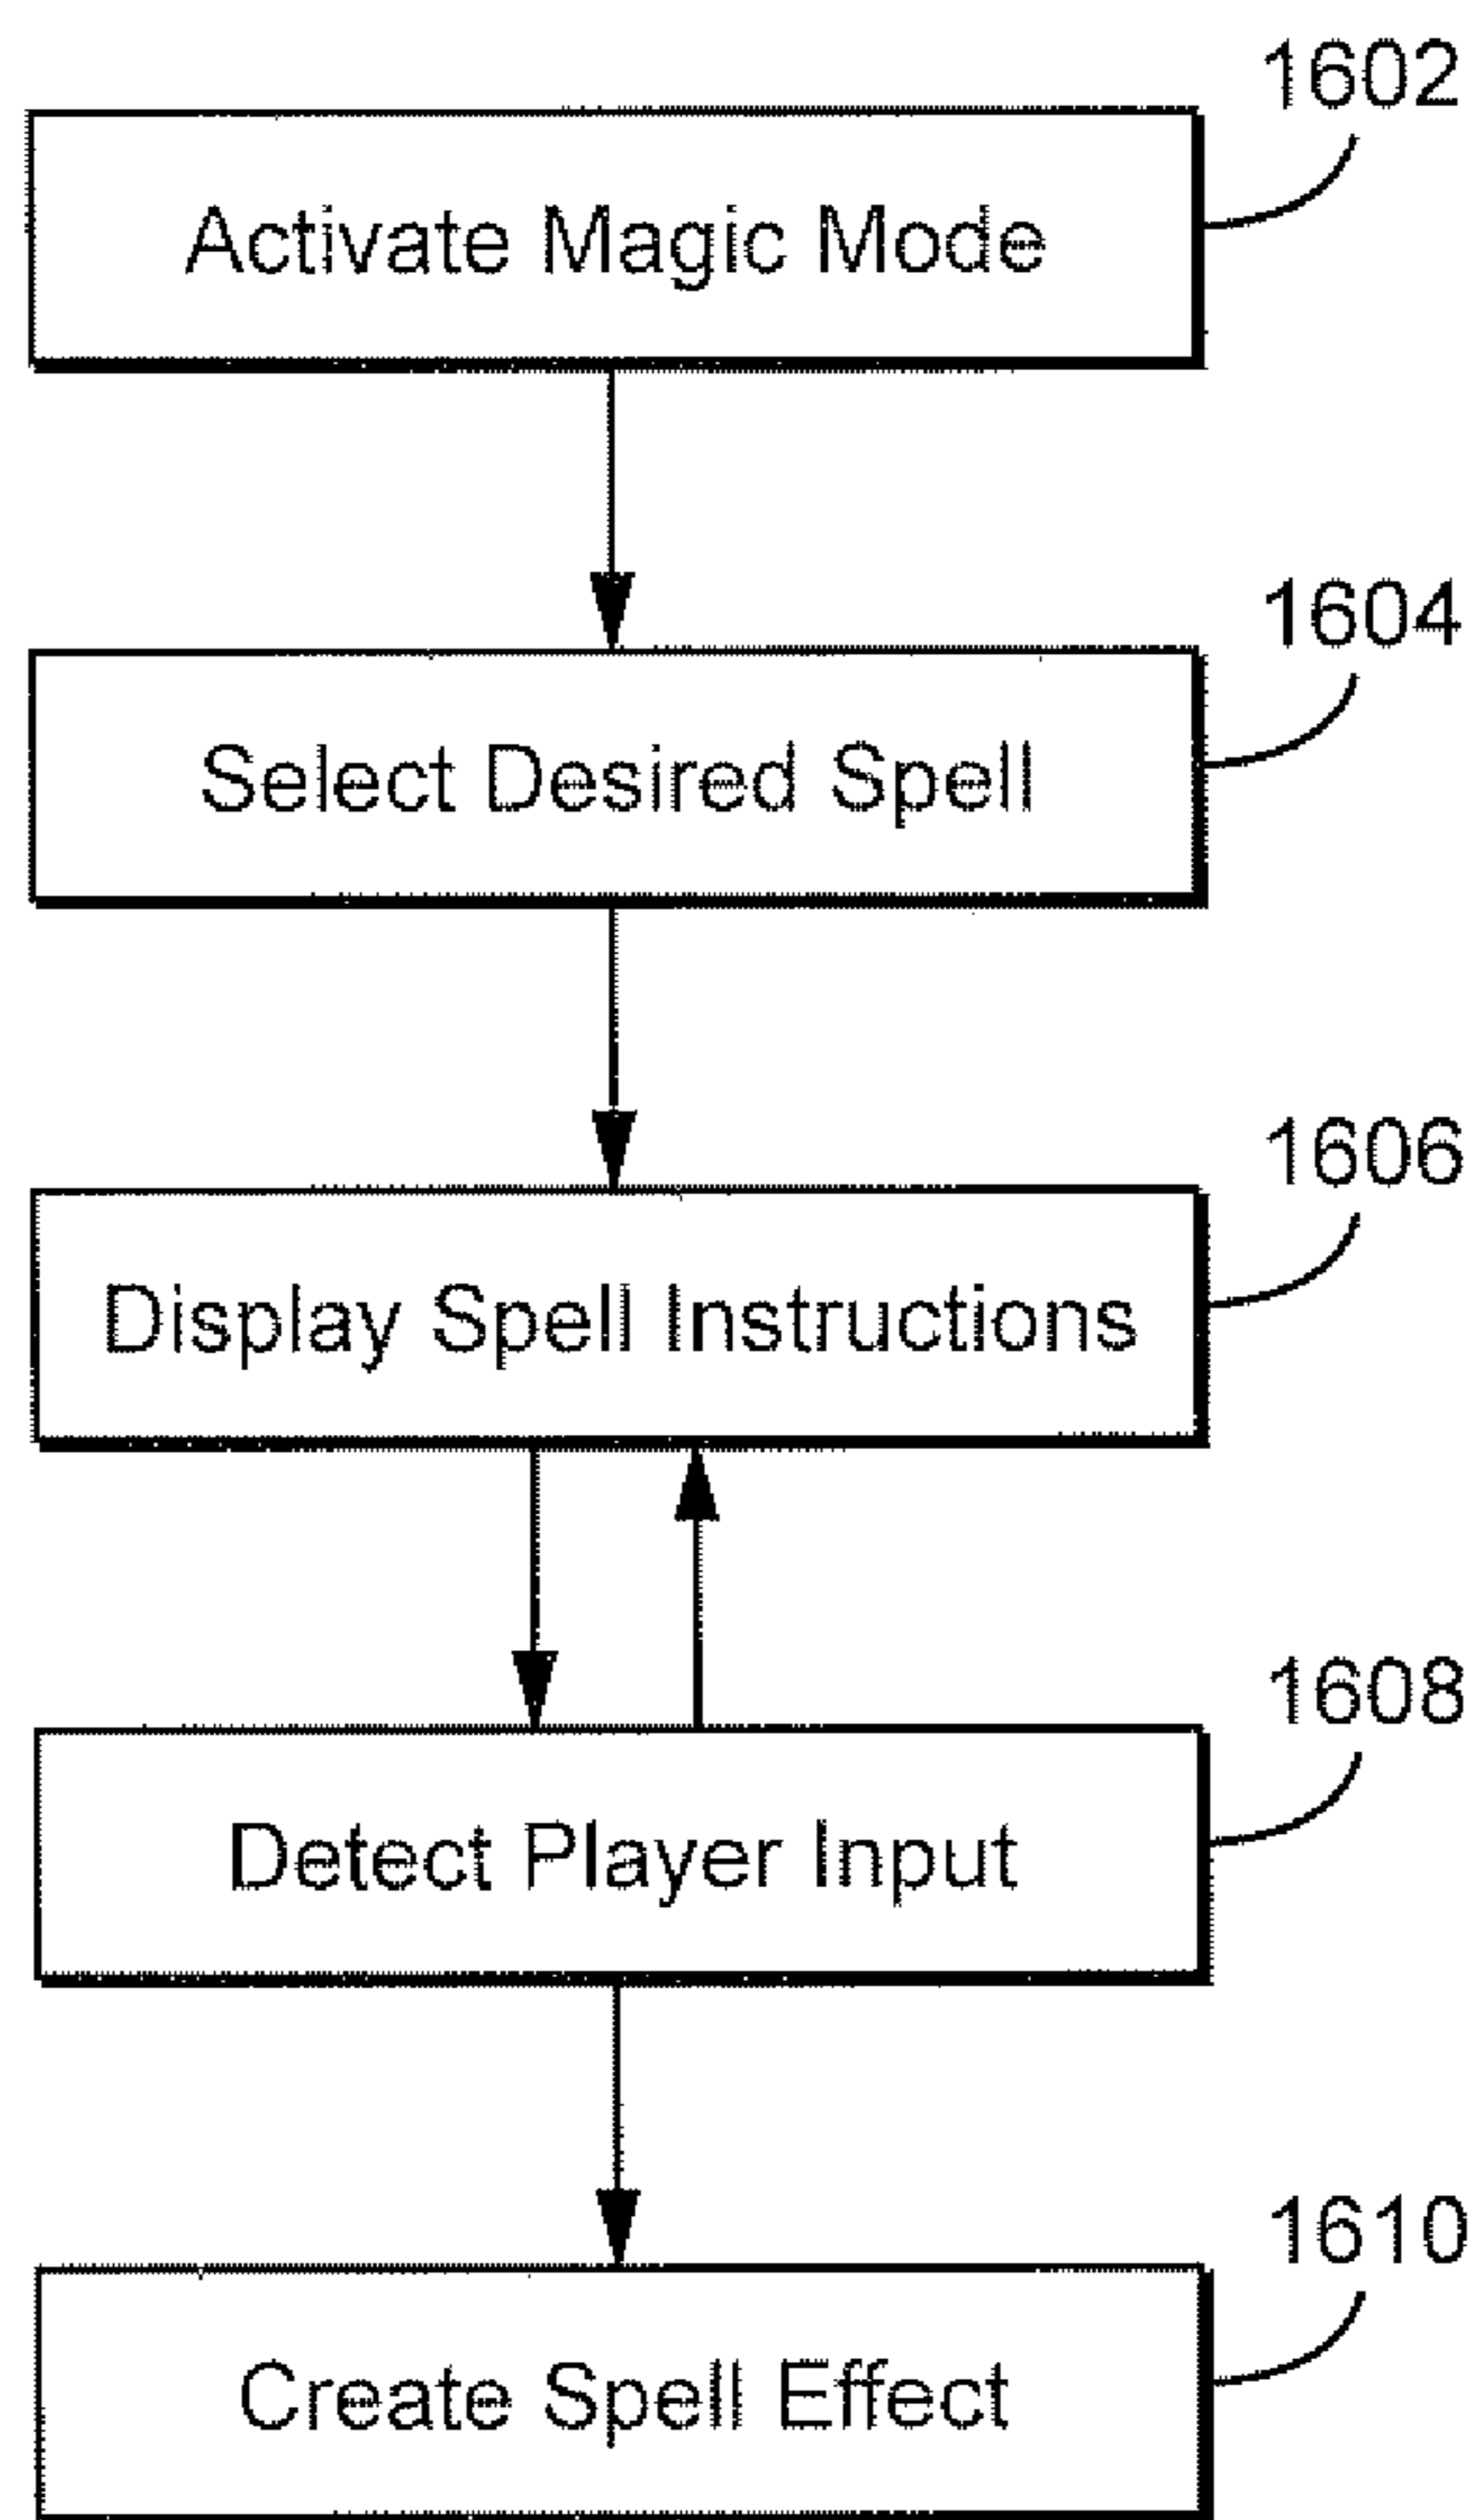 1602
Activate Magic Mode
1604
Select Desired Spell
1606
Display Spell Instructions
1608
Detect Player Input
1610
Create Spell Effect